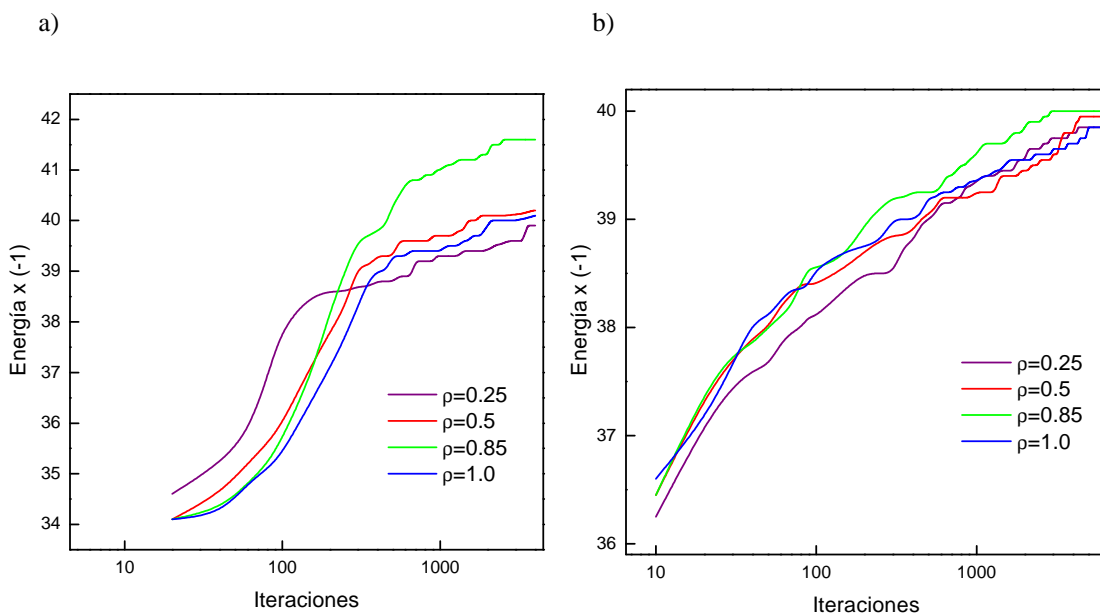 a)
b)
42
41
40
39
38
37
36
35
34
Energía x (-1)
10
100
1000
Iteraciones
ρ=0.25
ρ=0.5
ρ=0.85
ρ=1.0
40
39
38
37
36
Energía x (-1)
10
100
1000
Iteraciones
ρ=0.25
ρ=0.5
ρ=0.85
ρ=1.0